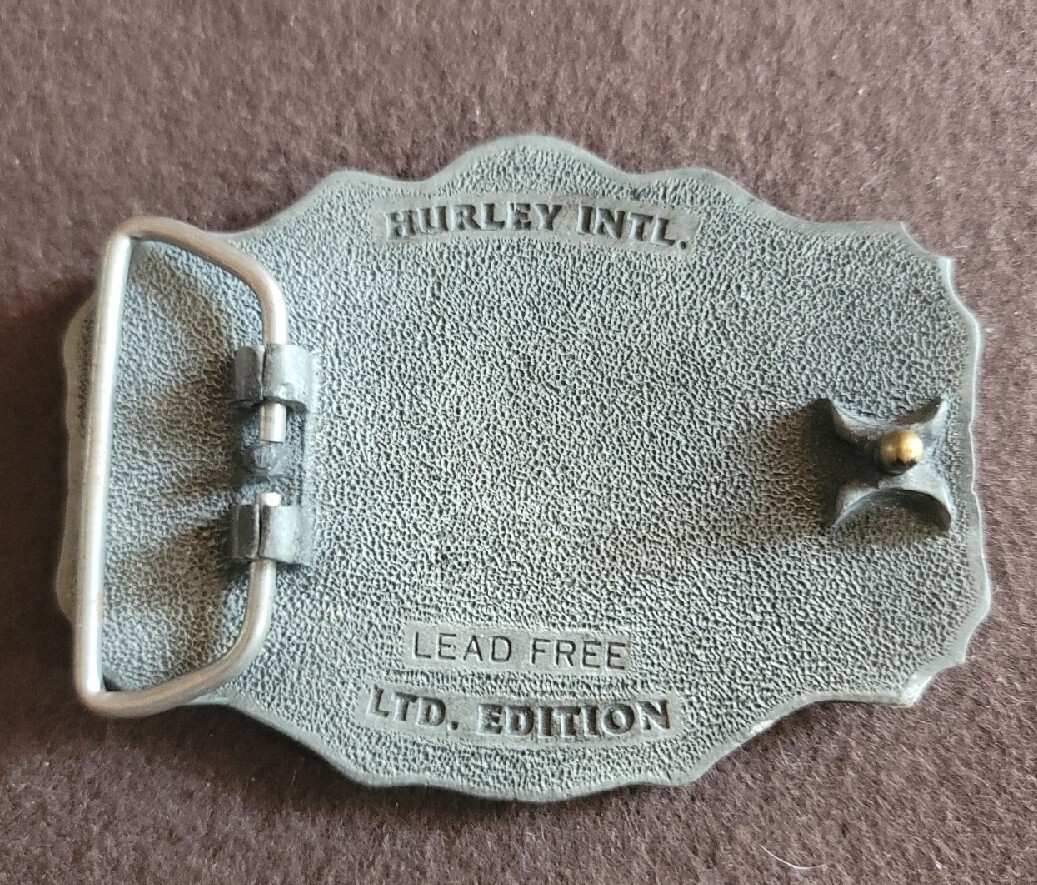 HURLEY INTL.
LEAD FREE
LTD. EDITION